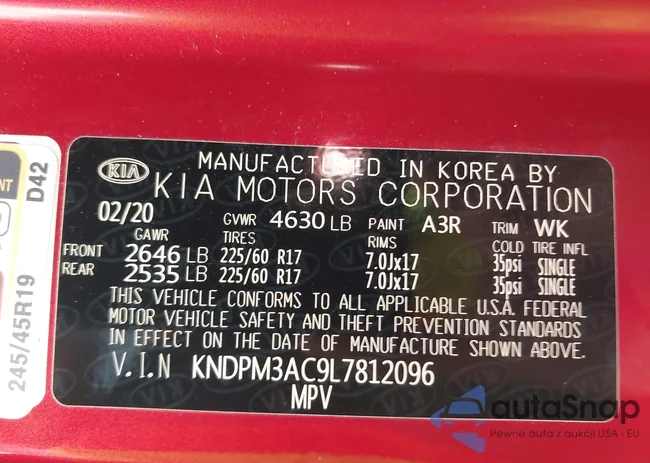 KIA
MANUFACTURED IN KOREA BY
KIA MOTORS CORPORATION
02/20 GVWR 4630 LB PAINT A3R TRIM WK
GAWR TIRES RIMS COLD TIRE INFL
FRONT 2646 LB 225/60 R17 7.0Jx17 35psi SINGLE
REAR 2535 LB 225/60 R17 7.0Jx17 35psi SINGLE
THIS VEHICLE CONFORMS TO ALL APPLICABLE U.S.A. FEDERAL
MOTOR VEHICLE SAFETY AND THEFT PREVENTION STANDARDS
IN EFFECT ON THE DATE OF MANUFACTURE SHOWN ABOVE.
V.I.N KNDPM3AC9L7812096
MPV
D42
245/45R19
autaSnap
Pewne auta z aukcji USA i EU